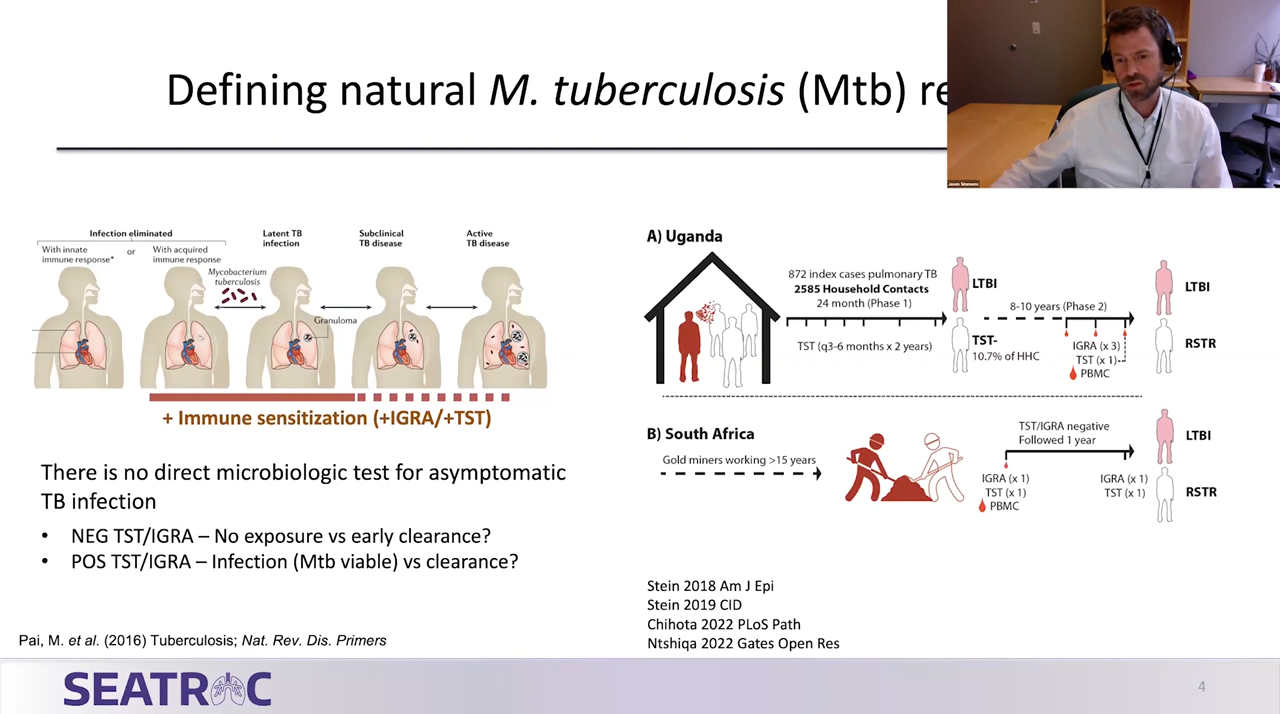 Defining natural M. tuberculosis (Mtb) re
Jason Simmons
Infection eliminated
With innate
immune response*
or
With acquired
immune response
Mycobacterium
tuberculosis
Latent TB
infection
Subclinical
TB disease
Active
TB disease
Granuloma
+ Immune sensitization (+IGRA/+TST)
There is no direct microbiologic test for asymptomatic
TB infection
• NEG TST/IGRA – No exposure vs early clearance?
• POS TST/IGRA – Infection (Mtb viable) vs clearance?
Pai, M. et al. (2016) Tuberculosis; Nat. Rev. Dis. Primers
A) Uganda
872 index cases pulmonary TB
2585 Household Contacts
24 month (Phase 1)
TST (q3-6 months x 2 years)
LTBI
TST-
10.7% of HHC
8-10 years (Phase 2)
IGRA (x 3)
TST (x 1)
PBMC
LTBI
RSTR
B) South Africa
Gold miners working >15 years
TST/IGRA negative
Followed 1 year
IGRA (x 1)
TST (x 1)
PBMC
IGRA (x 1)
TST (x 1)
LTBI
RSTR
Stein 2018 Am J Epi
Stein 2019 CID
Chihota 2022 PLoS Path
Ntshiqa 2022 Gates Open Res
SEATRAC
4